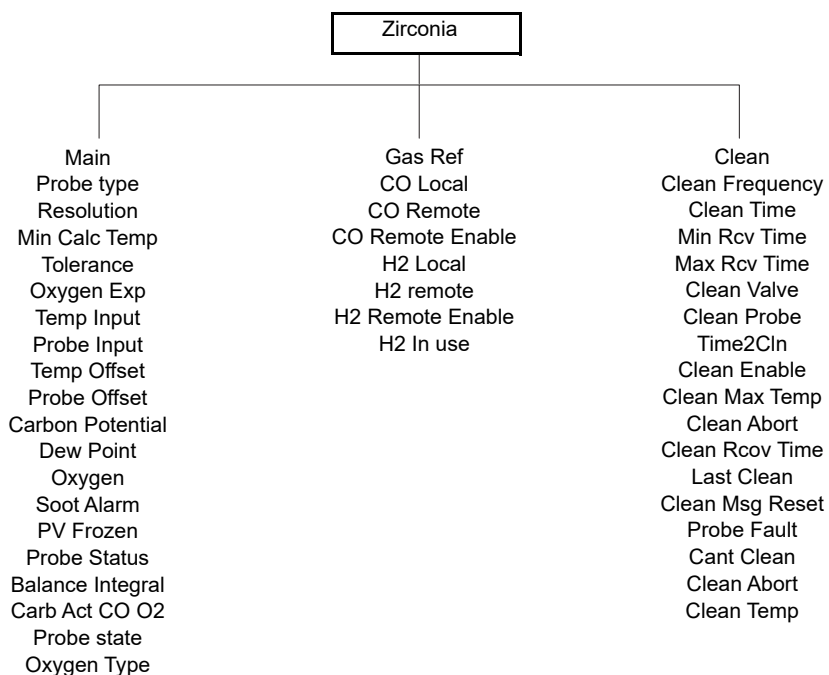 Zirconia
Main
Probe type
Resolution
Min Calc Temp
Tolerance
Oxygen Exp
Temp Input
Probe Input
Temp Offset
Probe Offset
Carbon Potential
Dew Point
Oxygen
Soot Alarm
PV Frozen
Probe Status
Balance Integral
Carb Act CO O2
Probe state
Oxygen Type
Gas Ref
CO Local
CO Remote
CO Remote Enable
H2 Local
H2 remote
H2 Remote Enable
H2 In use
Clean
Clean Frequency
Clean Time
Min Rcv Time
Max Rcv Time
Clean Valve
Clean Probe
Time2Cln
Clean Enable
Clean Max Temp
Clean Abort
Clean Rcov Time
Last Clean
Clean Msg Reset
Probe Fault
Cant Clean
Clean Abort
Clean Temp